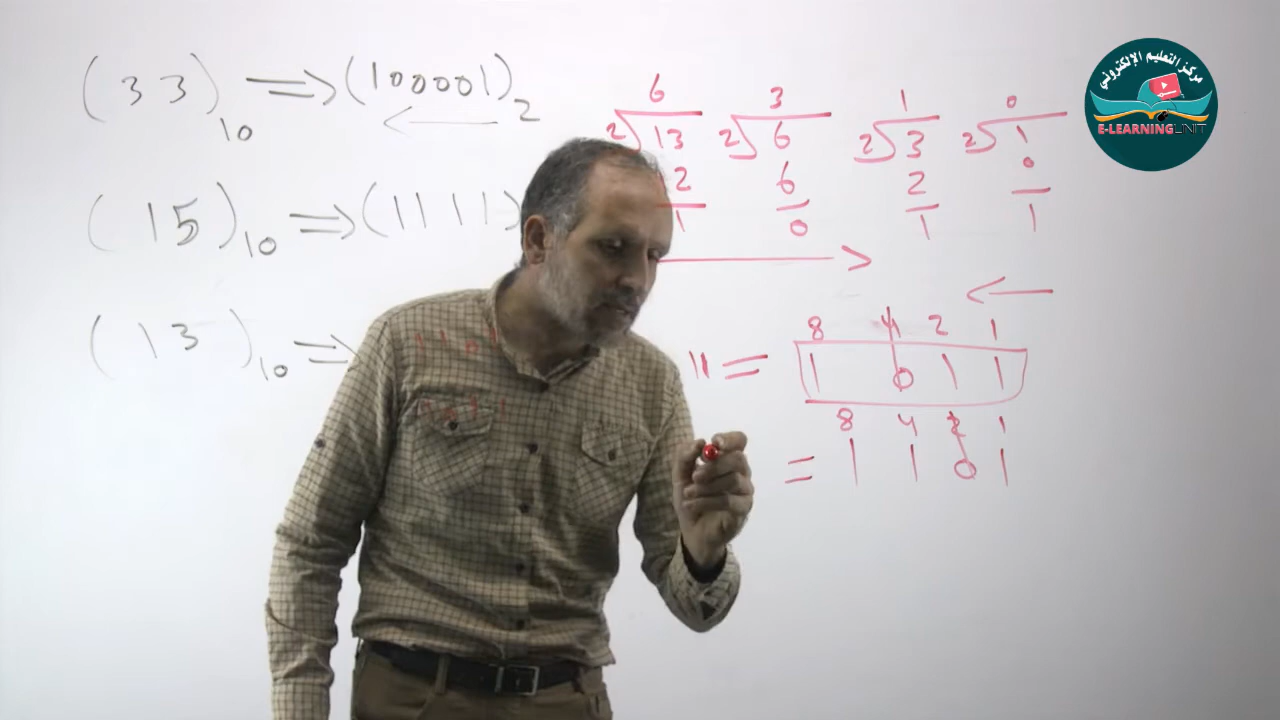 (33)10 ⇒ (100001)2
←
(15)10 ⇒ (1111)
(13)10 ⇒
1101
1011
6 3 1 0
2 13 2 6 2 3 2 1
2 6 2 0
1 0 1 1
→
←
8 4 2 1
11 = 1 0 1 1
8 4 2 1
= 1 1 0 1
مركز التعليم الإلكتروني
E-LEARNING UNIT